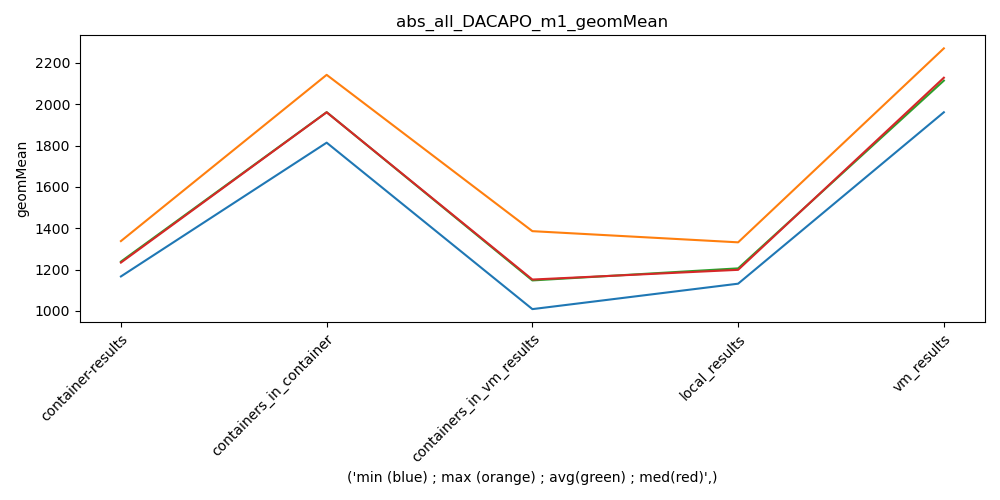 abs_all_DACAPO_m1_geomMean
geomMean
2200
2000
1800
1600
1400
1200
1000
container-results
containers_in_container
containers_in_vm_results
local_results
vm_results
('min (blue) ; max (orange) ; avg(green) ; med(red)',)